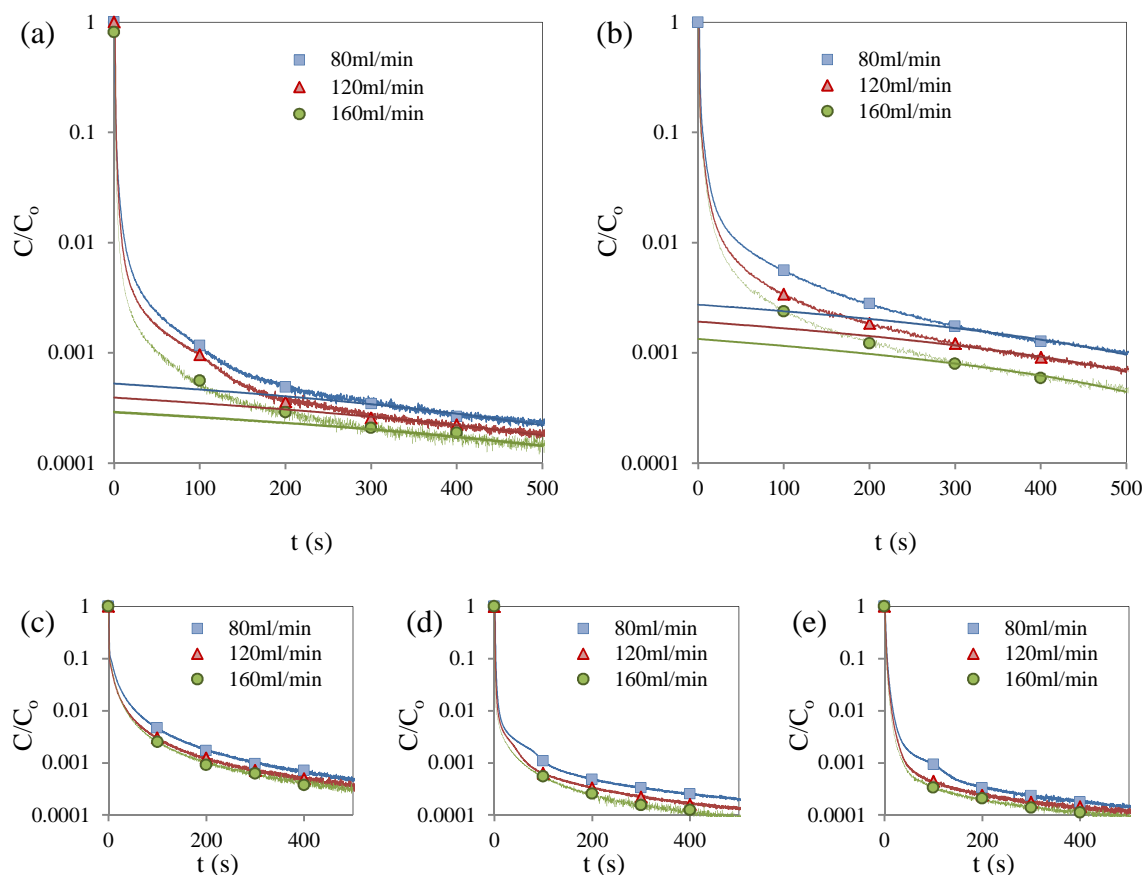 (a)
80ml/min
120ml/min
160ml/min
1
0.1
0.01
0.001
0.0001
C/Co
0 100 200 300 400 500
t (s)
(b)
80ml/min
120ml/min
160ml/min
1
0.1
0.01
0.001
0.0001
C/Co
0 100 200 300 400 500
t (s)
(c)
80ml/min
120ml/min
160ml/min
1
0.1
0.01
0.001
0.0001
C/Co
0 200 400
t (s)
(d)
80ml/min
120ml/min
160ml/min
1
0.1
0.01
0.001
0.0001
C/Co
0 200 400
t (s)
(e)
80ml/min
120ml/min
160ml/min
1
0.1
0.01
0.001
0.0001
C/Co
0 200 400
t (s)